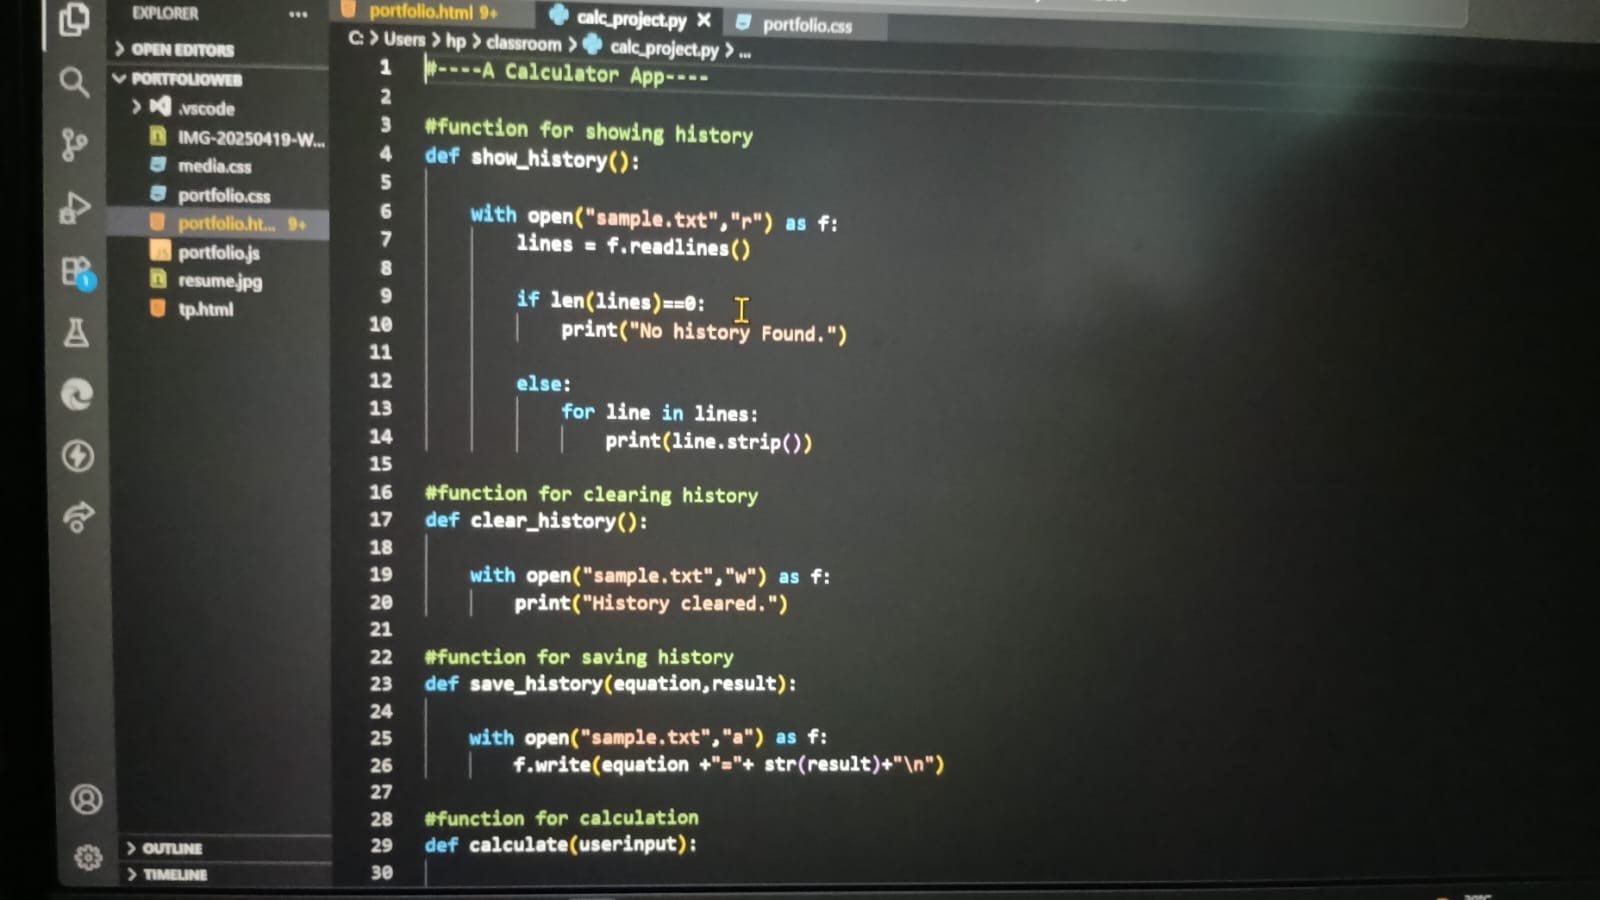 EXPLORER ...
OPEN EDITORS
PORTFOLIOWEB
.vscode
IMG-20250419-W...
media.css
portfolio.css
portfolio.ht... 9+
portfolio.js
resume.jpg
tp.html
OUTLINE
TIMELINE
portfolio.html 9+ calc_project.py portfolio.css
C: > Users > hp > classroom > calc_project.py > ...
1 #----A Calculator App----
2
3 #function for showing history
4 def show_history():
5
6 with open("sample.txt","r") as f:
7 lines = f.readlines()
8
9 if len(lines)==0:
10 print("No history Found.")
11
12 else:
13 for line in lines:
14 print(line.strip())
15
16 #function for clearing history
17 def clear_history():
18
19 with open("sample.txt","w") as f:
20 print("History cleared.")
21
22 #function for saving history
23 def save_history(equation,result):
24
25 with open("sample.txt","a") as f:
26 f.write(equation +"="+ str(result)+"\n")
27
28 #function for calculation
29 def calculate(userinput):
30